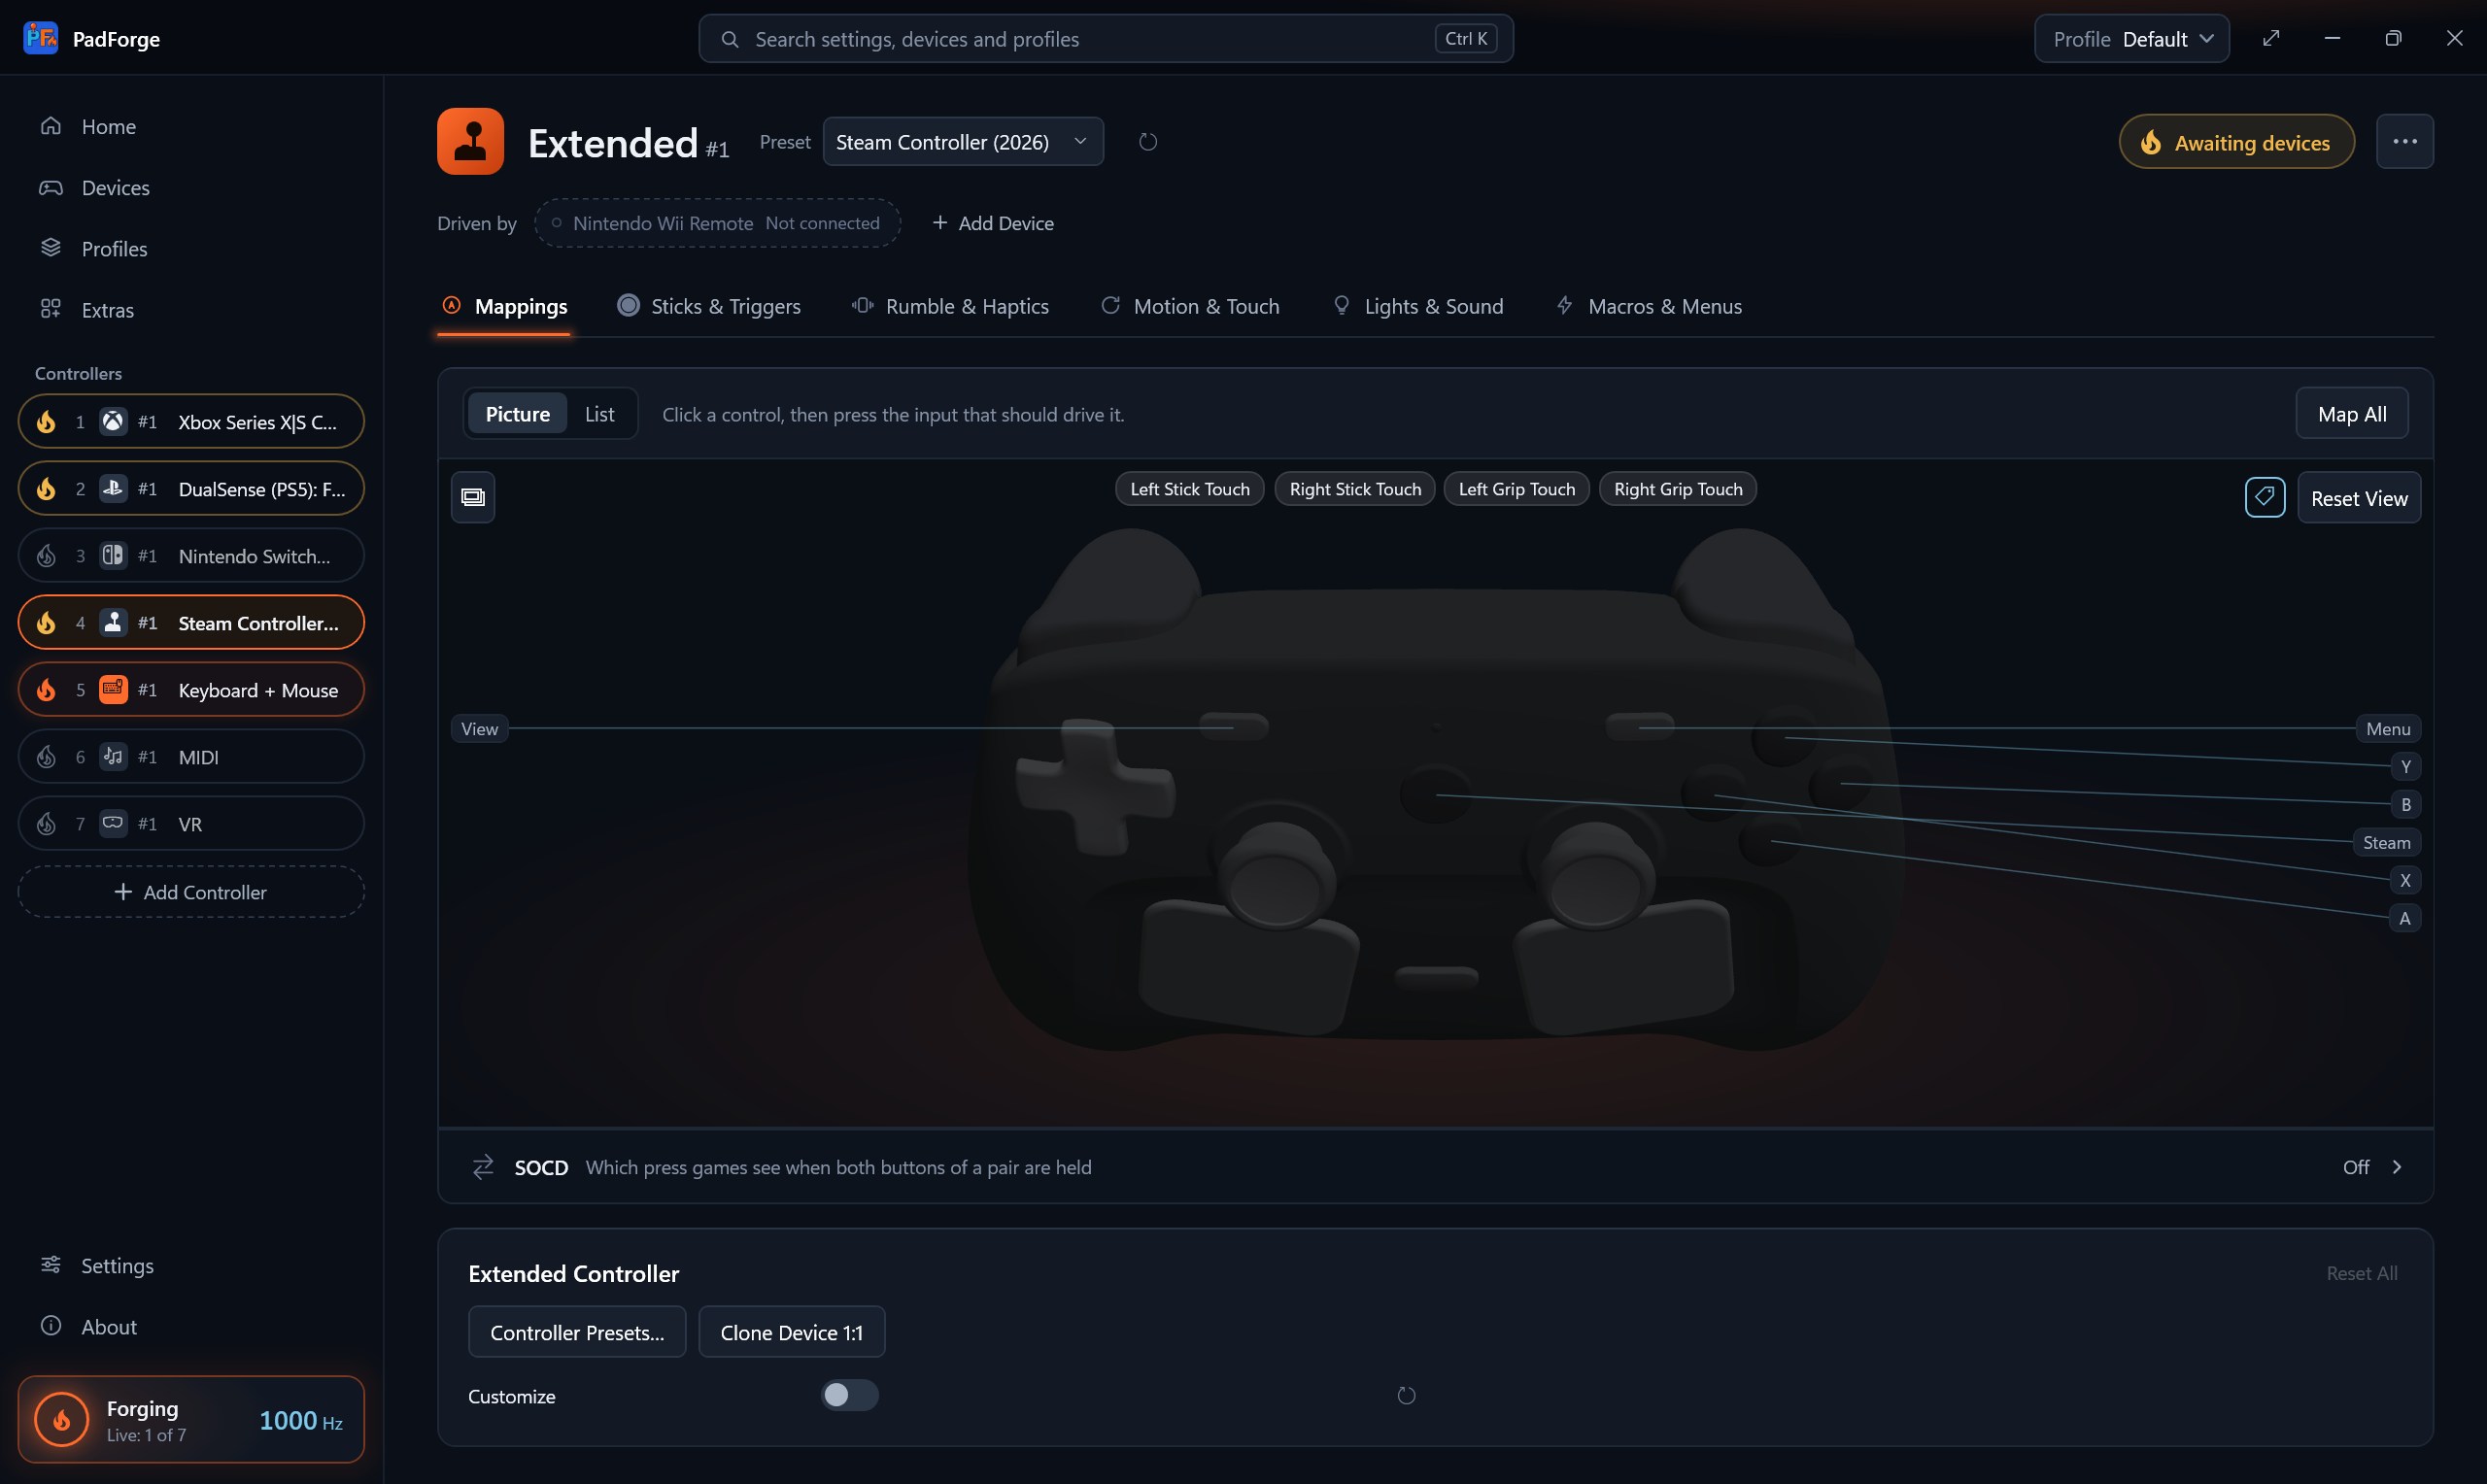 PadForge
Search settings, devices and profiles
Ctrl K
Profile Default
Home
Devices
Profiles
Extras
Controllers
1 #1 Xbox Series X|S C...
2 #1 DualSense (PS5): F...
3 #1 Nintendo Switch...
4 #1 Steam Controller...
5 #1 Keyboard + Mouse
6 #1 MIDI
7 #1 VR
+ Add Controller
Settings
About
Forging
Live: 1 of 7
1000 Hz
Extended #1
Preset
Steam Controller (2026)
Awaiting devices
Driven by
Nintendo Wii Remote Not connected
+ Add Device
Mappings
Sticks & Triggers
Rumble & Haptics
Motion & Touch
Lights & Sound
Macros & Menus
Picture
List
Click a control, then press the input that should drive it.
Map All
Left Stick Touch
Right Stick Touch
Left Grip Touch
Right Grip Touch
Reset View
View
Menu
Y
B
Steam
X
A
SOCD Which press games see when both buttons of a pair are held
Off
Extended Controller
Reset All
Controller Presets...
Clone Device 1:1
Customize